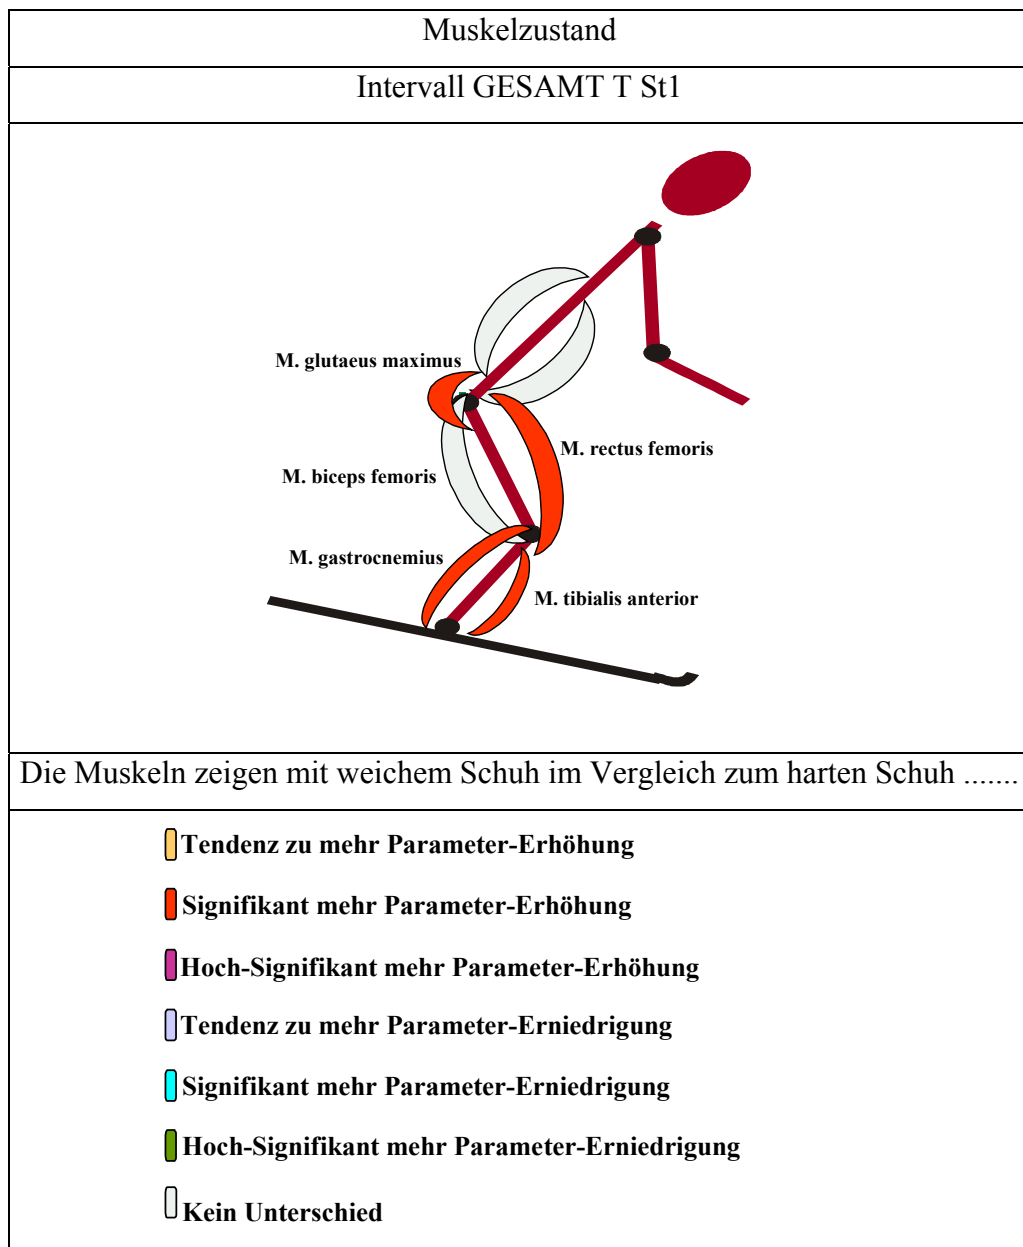 Muskelzustand
Intervall GESAMT T St1
M. glutaeus maximus
M. rectus femoris
M. biceps femoris
M. gastrocnemius
M. tibialis anterior
Die Muskeln zeigen mit weichem Schuh im Vergleich zum harten Schuh .......
Tendenz zu mehr Parameter-Erhöhung
Signifikant mehr Parameter-Erhöhung
Hoch-Signifikant mehr Parameter-Erhöhung
Tendenz zu mehr Parameter-Erniedrigung
Signifikant mehr Parameter-Erniedrigung
Hoch-Signifikant mehr Parameter-Erniedrigung
Kein Unterschied